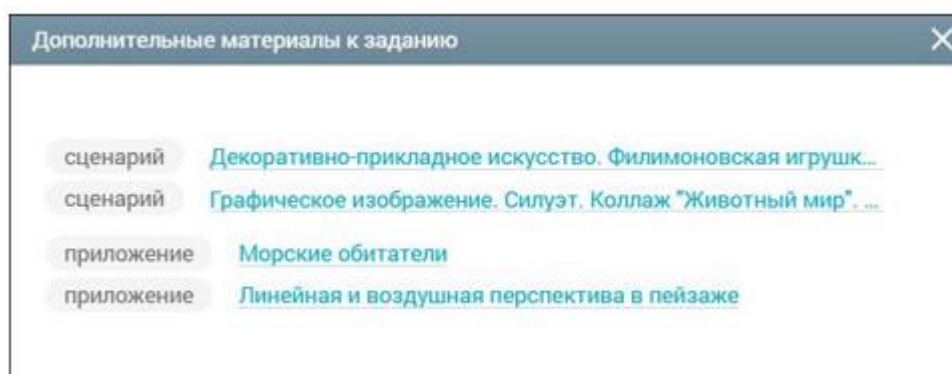 Дополнительные материалы к заданию
сценарий Декоративно-прикладное искусство. Филимоновская игрушк...
сценарий Графическое изображение. Силуэт. Коллаж "Животный мир". ...
приложение Морские обитатели
приложение Линейная и воздушная перспектива в пейзаже